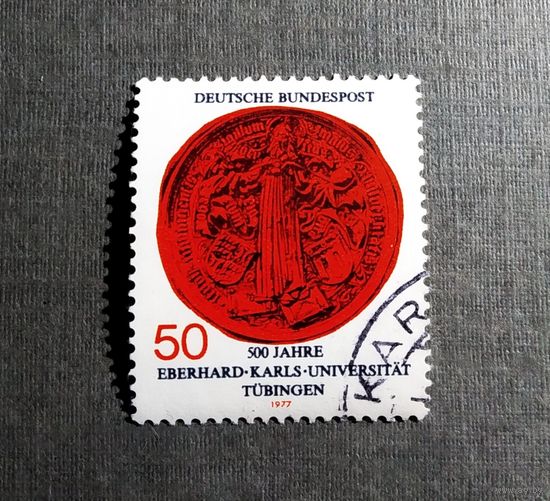 DEUTSCHE BUNDESPOST
50
500 JAHRE
EBERHARD·KARLS·UNIVERSITÄT
TÜBINGEN
1977
KAR